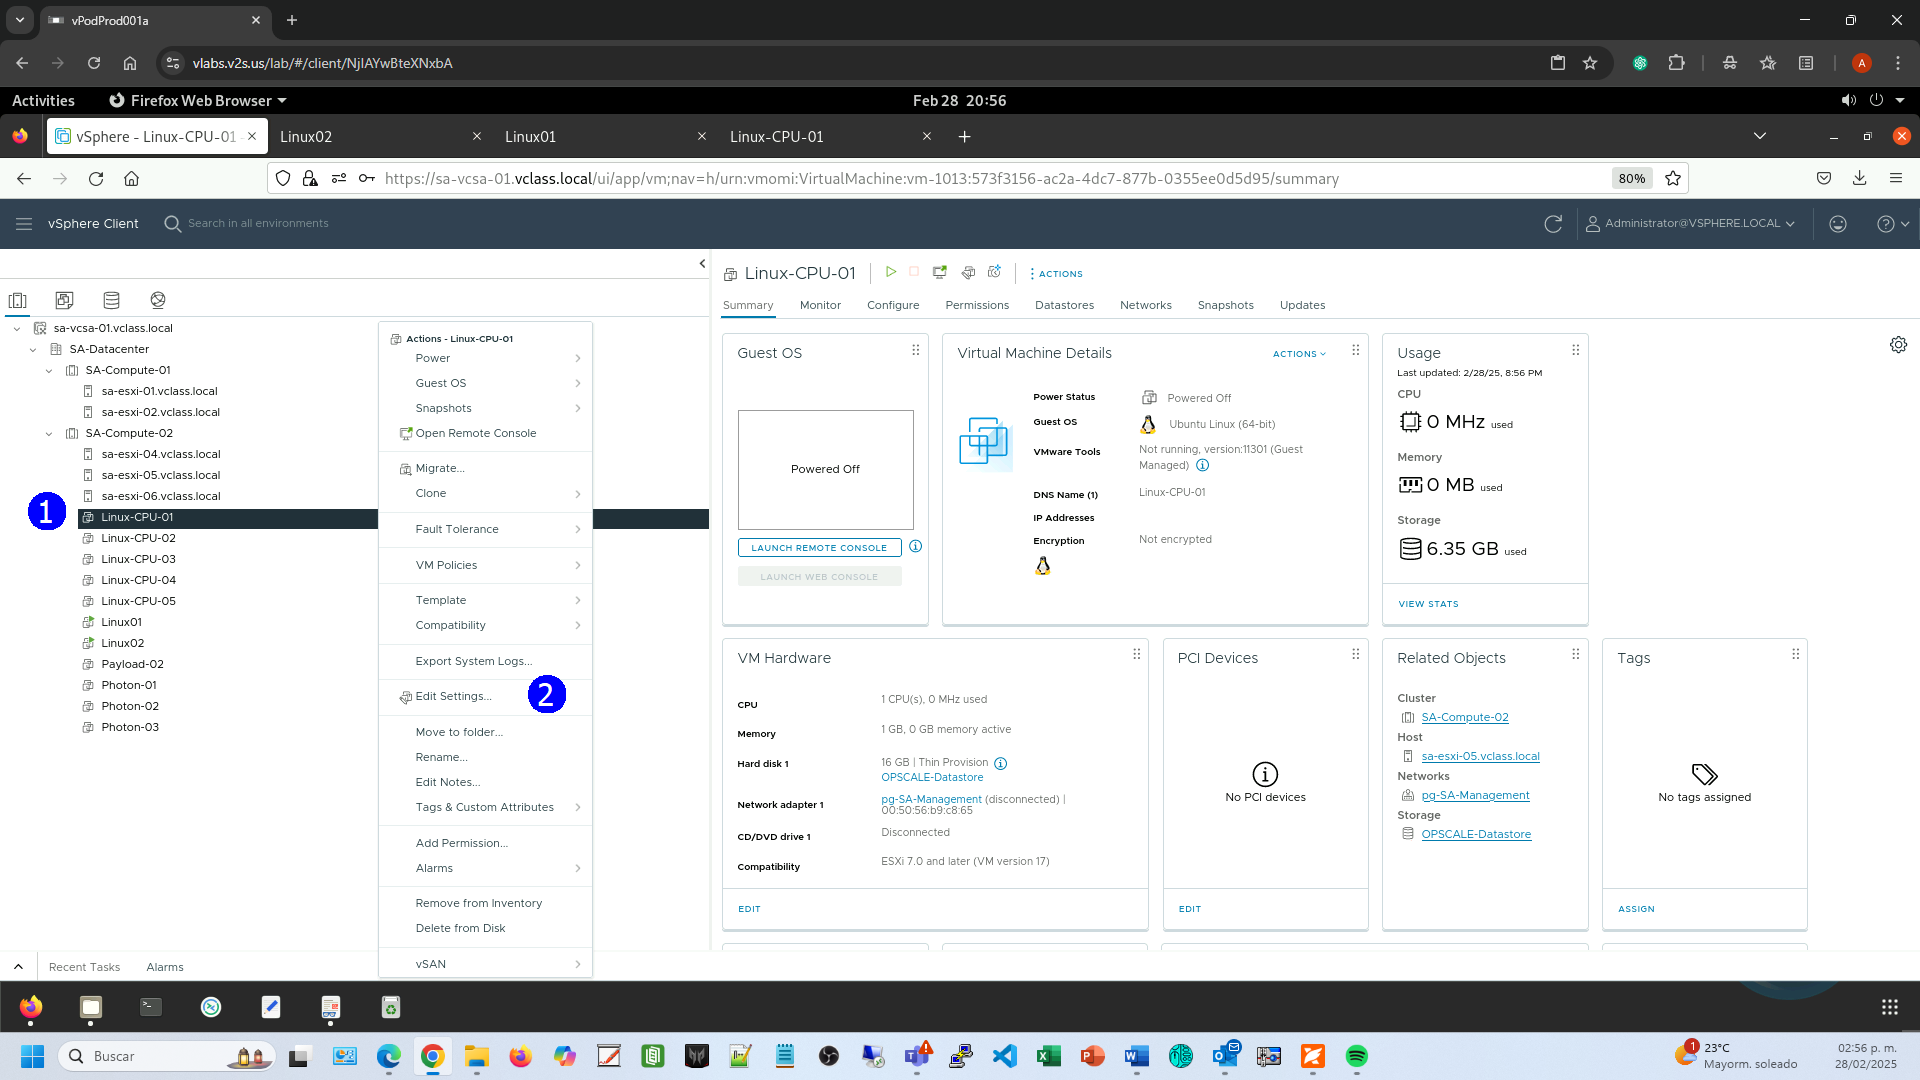 vPodProd001a
vlabs.v2s.us/lab/#/client/NjIAYwBteXNxbA
A
Activities
Firefox Web Browser
Feb 28 20:56
vSphere - Linux-CPU-01
Linux02
Linux01
Linux-CPU-01
https://sa-vcsa-01.vclass.local/ui/app/vm;nav=h/urn:vmomi:VirtualMachine:vm-1013:573f3156-ac2a-4dc7-877b-0355ee0d5d95/summary
80%
vSphere Client
Search in all environments
Administrator@VSPHERE.LOCAL
sa-vcsa-01.vclass.local
SA-Datacenter
SA-Compute-01
sa-esxi-01.vclass.local
sa-esxi-02.vclass.local
SA-Compute-02
sa-esxi-04.vclass.local
sa-esxi-05.vclass.local
sa-esxi-06.vclass.local
1
Linux-CPU-01
Linux-CPU-02
Linux-CPU-03
Linux-CPU-04
Linux-CPU-05
Linux01
Linux02
Payload-02
Photon-01
Photon-02
Photon-03
Actions - Linux-CPU-01
Power
Guest OS
Snapshots
Open Remote Console
Migrate...
Clone
Fault Tolerance
VM Policies
Template
Compatibility
Export System Logs...
Edit Settings...
2
Move to folder...
Rename...
Edit Notes...
Tags & Custom Attributes
Add Permission...
Alarms
Remove from Inventory
Delete from Disk
vSAN
Linux-CPU-01
ACTIONS
Summary
Monitor
Configure
Permissions
Datastores
Networks
Snapshots
Updates
Guest OS
Powered Off
LAUNCH REMOTE CONSOLE
LAUNCH WEB CONSOLE
Virtual Machine Details
ACTIONS
Power Status
Powered Off
Guest OS
Ubuntu Linux (64-bit)
VMware Tools
Not running, version:11301 (Guest
Managed)
DNS Name (1)
Linux-CPU-01
IP Addresses
Encryption
Not encrypted
Usage
Last updated: 2/28/25, 8:56 PM
CPU
0 MHz used
Memory
0 MB used
Storage
6.35 GB used
VIEW STATS
VM Hardware
CPU
1 CPU(s), 0 MHz used
Memory
1 GB, 0 GB memory active
Hard disk 1
16 GB | Thin Provision
OPSCALE-Datastore
Network adapter 1
pg-SA-Management (disconnected) |
00:50:56:b9:c8:65
CD/DVD drive 1
Disconnected
Compatibility
ESXi 7.0 and later (VM version 17)
EDIT
PCI Devices
No PCI devices
EDIT
Related Objects
Cluster
SA-Compute-02
Host
sa-esxi-05.vclass.local
Networks
pg-SA-Management
Storage
OPSCALE-Datastore
Tags
No tags assigned
ASSIGN
Recent Tasks
Alarms
Buscar
1
23°C
Mayorm. soleado
02:56 p. m.
28/02/2025